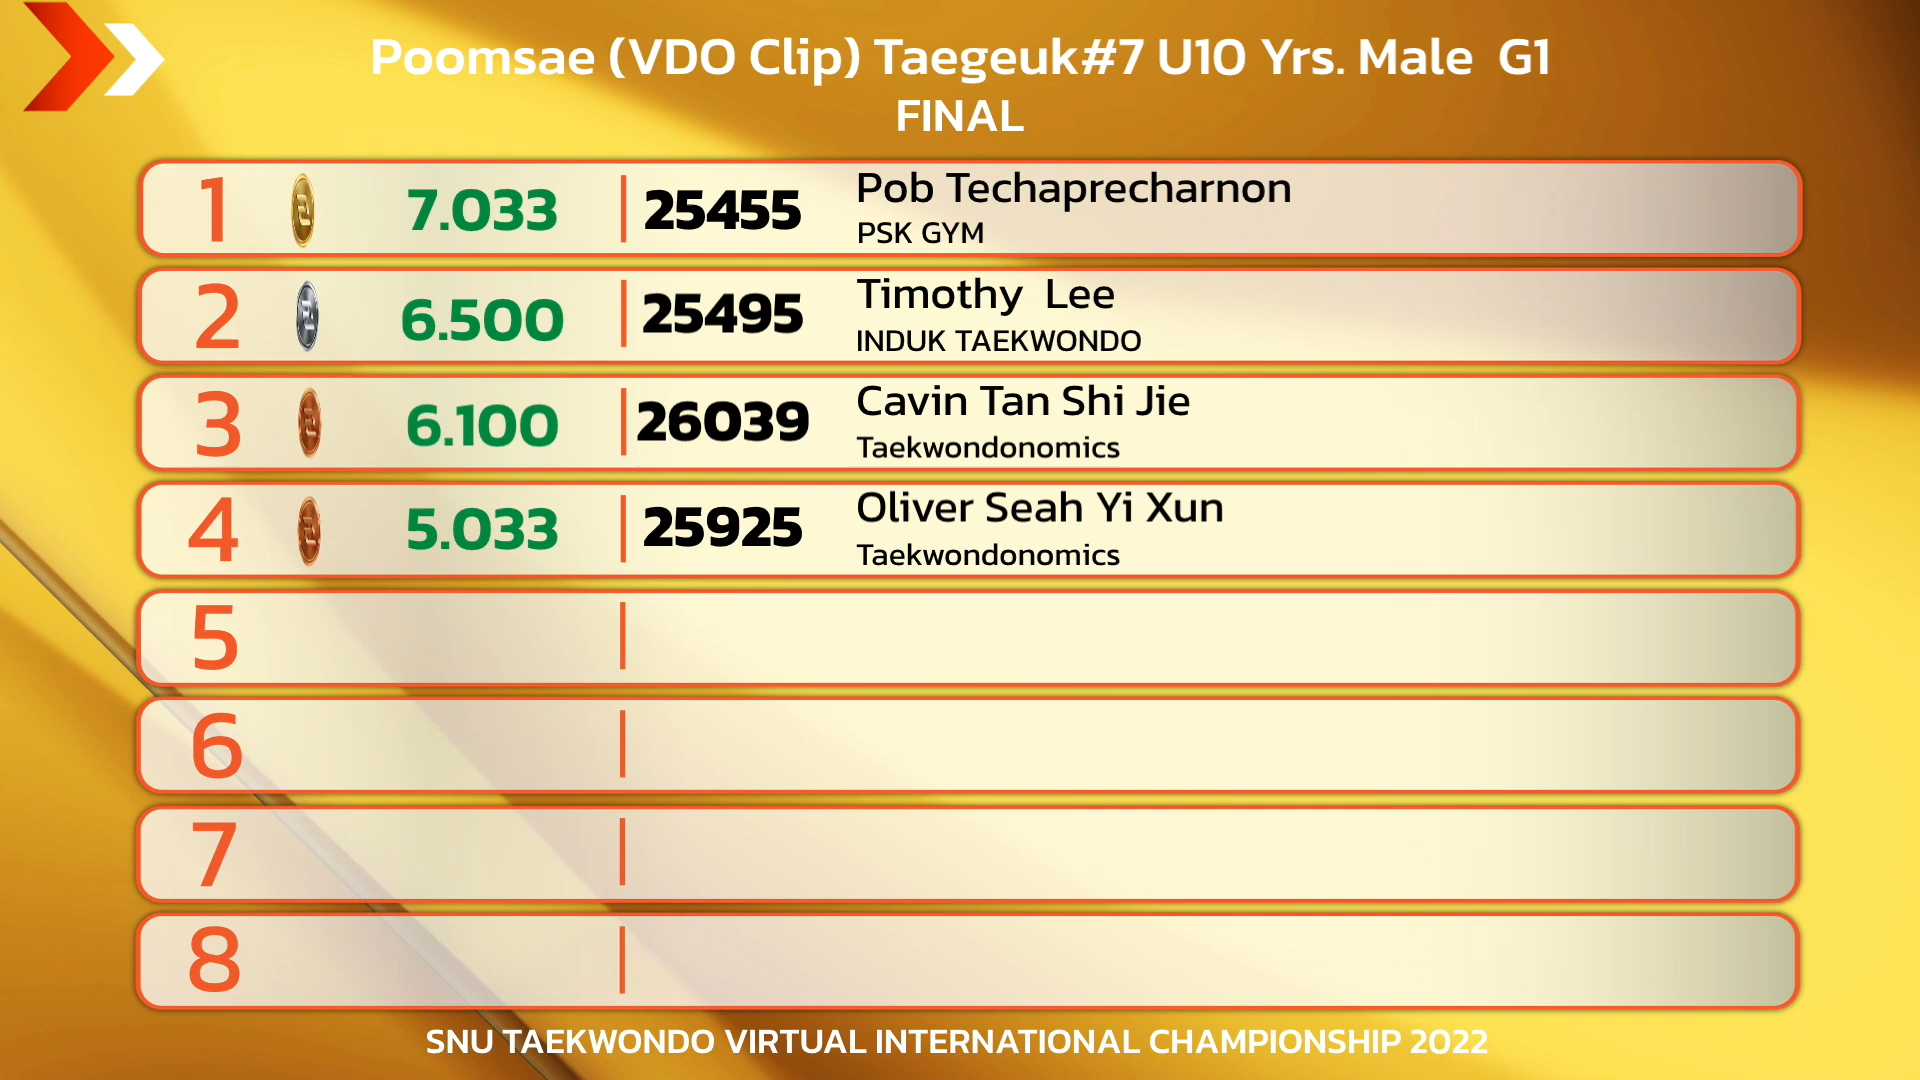 Poomsae (VDO Clip) Taegeuk#7 U10 Yrs. Male  G1
FINAL
1 7.033 25455 Pob Techaprecharnon
PSK GYM
2 6.500 25495 Timothy  Lee
INDUK TAEKWONDO
3 6.100 26039 Cavin Tan Shi Jie
Taekwondonomics
4 5.033 25925 Oliver Seah Yi Xun
Taekwondonomics
5
6
7
8
SNU TAEKWONDO VIRTUAL INTERNATIONAL CHAMPIONSHIP 2022